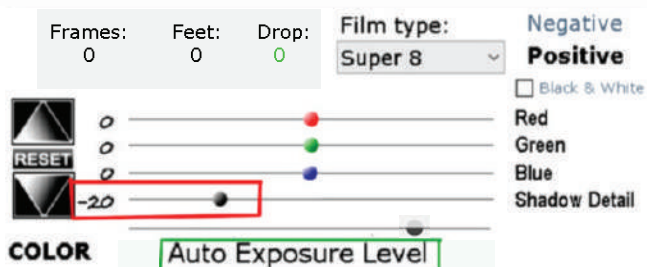 Frames: Feet: Drop:
0 0 0
Film type:
Super 8
Negative
Positive
Black & White
RESET
0 Red
0 Green
0 Blue
-20 Shadow Detail
COLOR
Auto Exposure Level